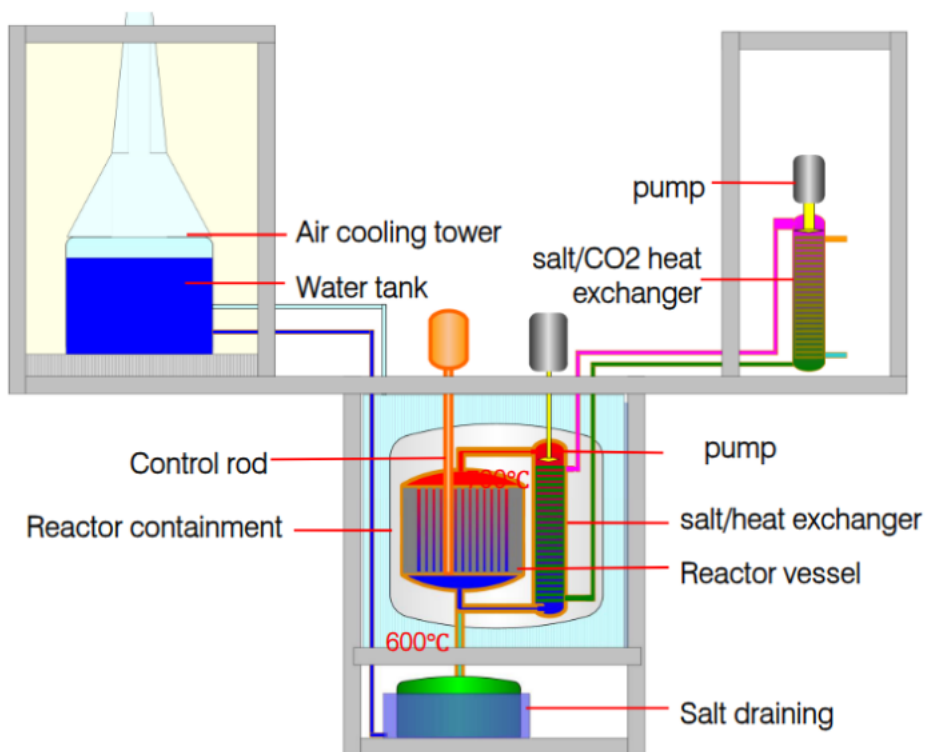 pump
Air cooling tower
salt/CO2 heat
exchanger
Water tank
Control rod
pump
700℃
Reactor containment
salt/heat exchanger
Reactor vessel
600℃
Salt draining